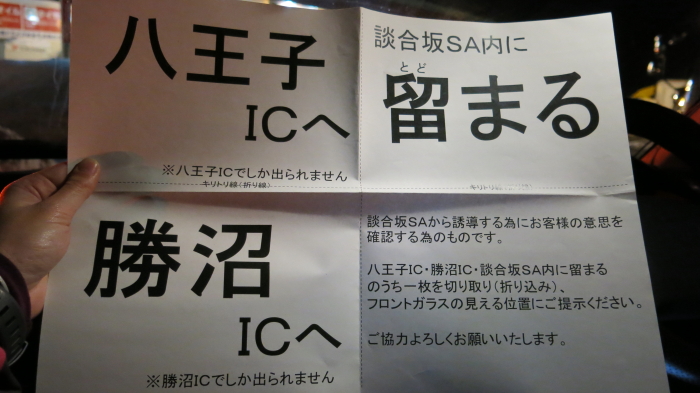 八王子
ICへ
※八王子ICでしか出られません
キリトリ線(折り線)
談合坂SA内に
とど
留まる
キリトリ
勝沼
ICへ
※勝沼ICでしか出られません
談合坂SAから誘導する為にお客様の意思を
確認する為のものです。
八王子IC・勝沼IC・談合坂SA内に留まる
のうち一枚を切り取り(折り込み)、
フロントガラスの見える位置にご提示ください。
ご協力よろしくお願いいたします。